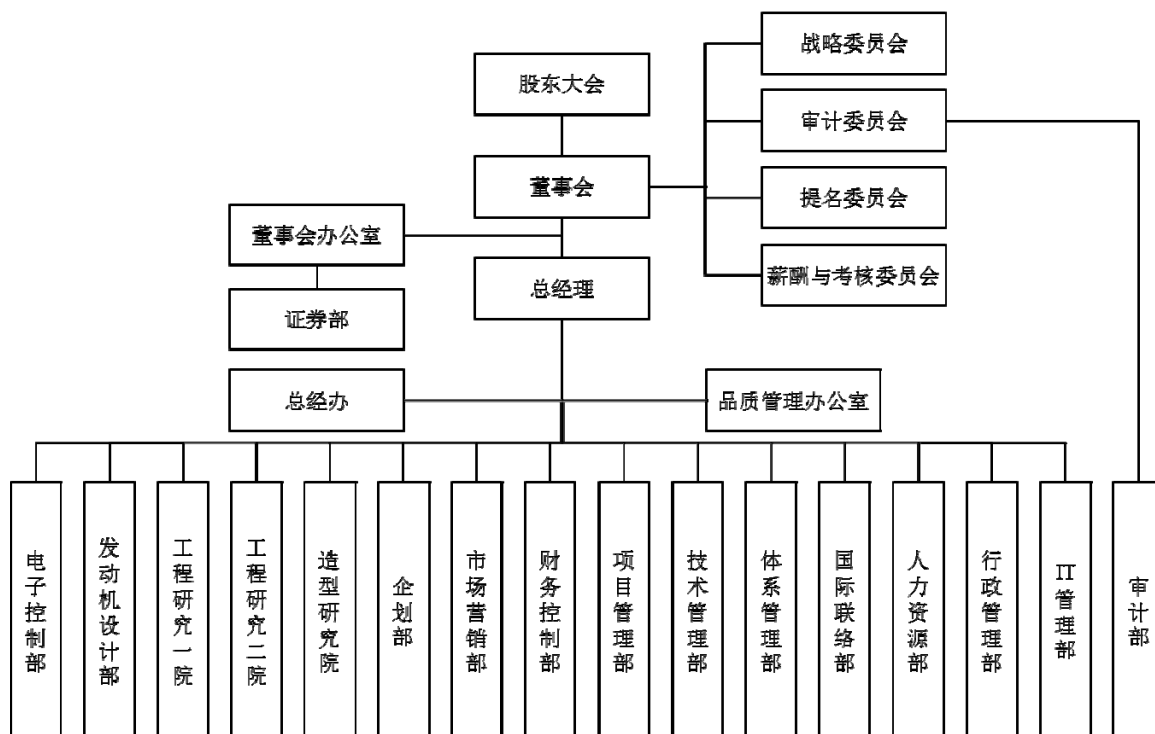 战略委员会
股东大会
审计委员会
董事会
提名委员会
董事会办公室
总经理
薪酬与考核委员会
证券部
总经办
品质管理办公室
电子控制部
发动机设计部
工程研究一院
工程研究二院
造型研究院
企划部
市场营销部
财务控制部
项目管理部
技术管理部
体系管理部
国际联络部
人力资源部
行政管理部
IT管理部
审计部